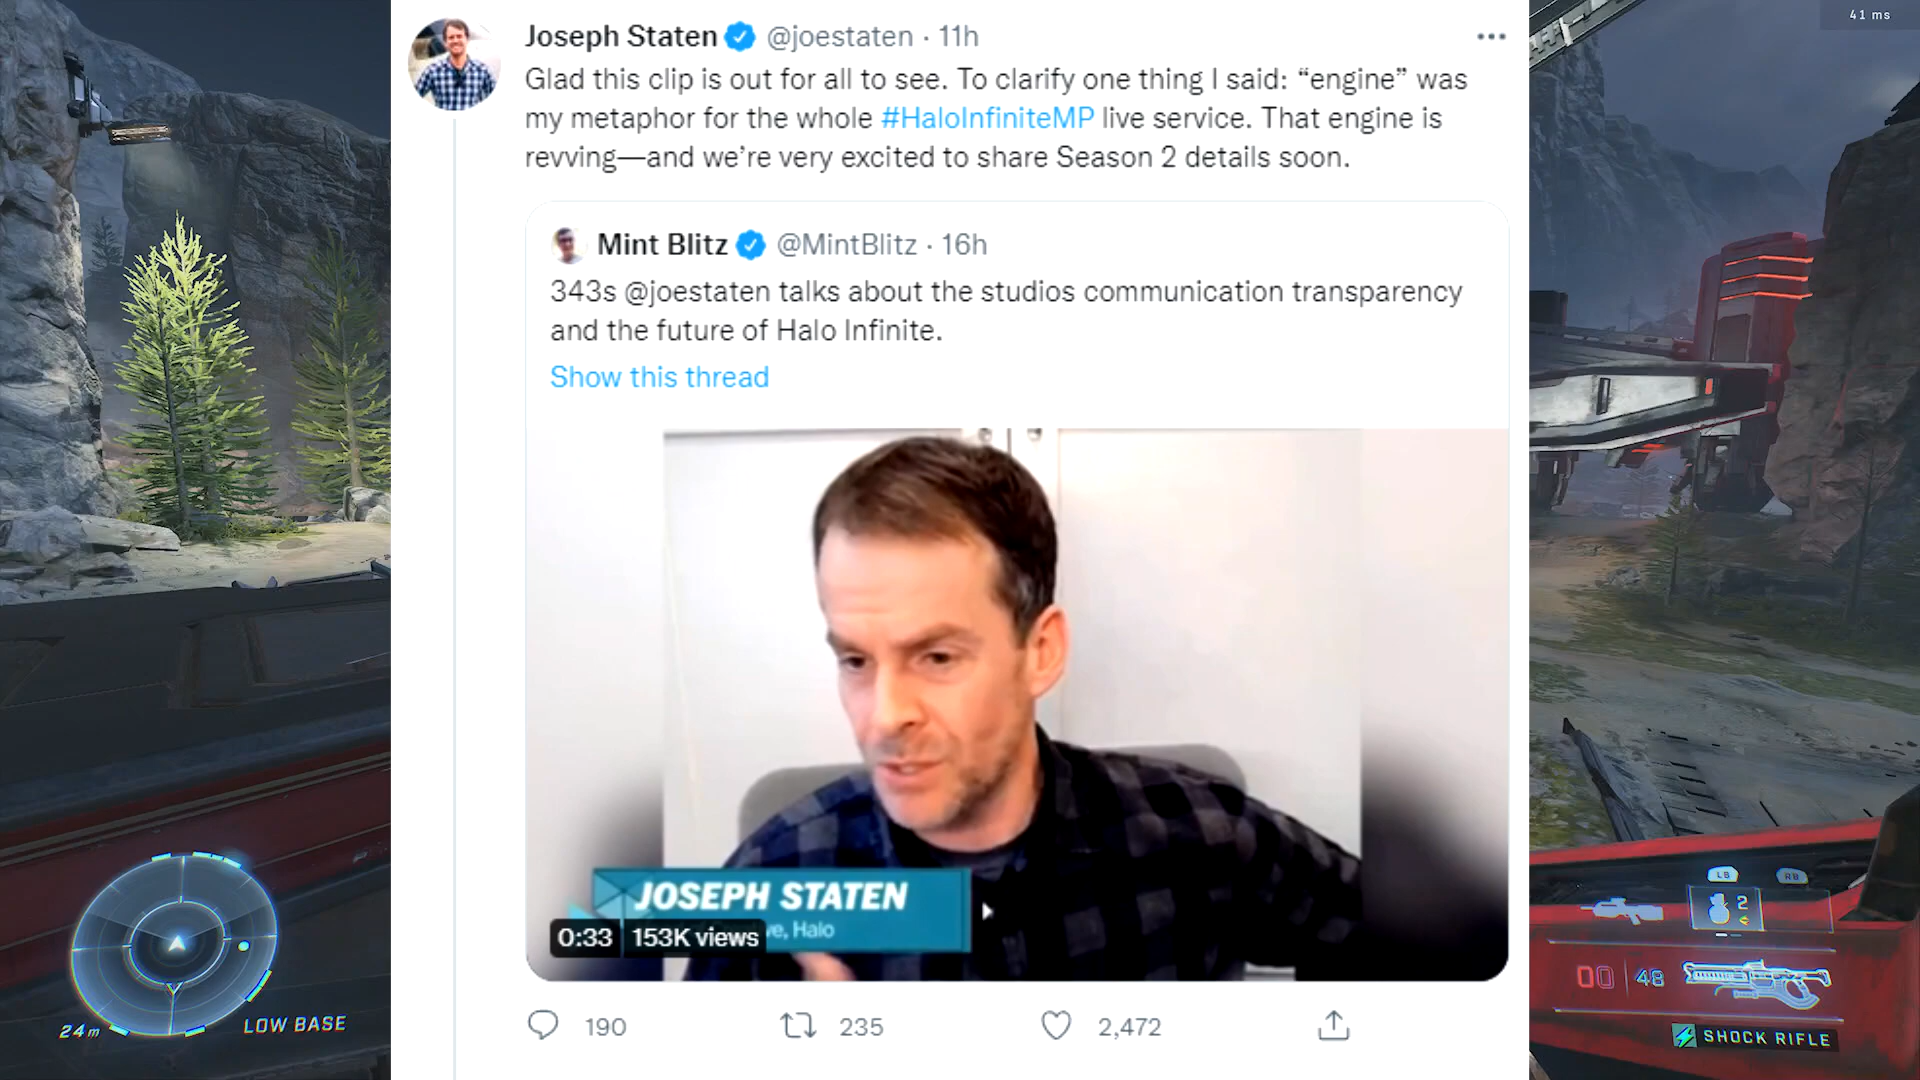 41 ms
Joseph Staten @joestaten · 11h
Glad this clip is out for all to see. To clarify one thing I said: “engine” was
my metaphor for the whole #HaloInfiniteMP live service. That engine is
revving—and we’re very excited to share Season 2 details soon.
Mint Blitz @MintBlitz · 16h
343s @joestaten talks about the studios communication transparency
and the future of Halo Infinite.
Show this thread
JOSEPH STATEN
ve, Halo
0:33 153K views
190 235 2,472
24m
LOW BASE
LB RB
2
00 48
SHOCK RIFLE